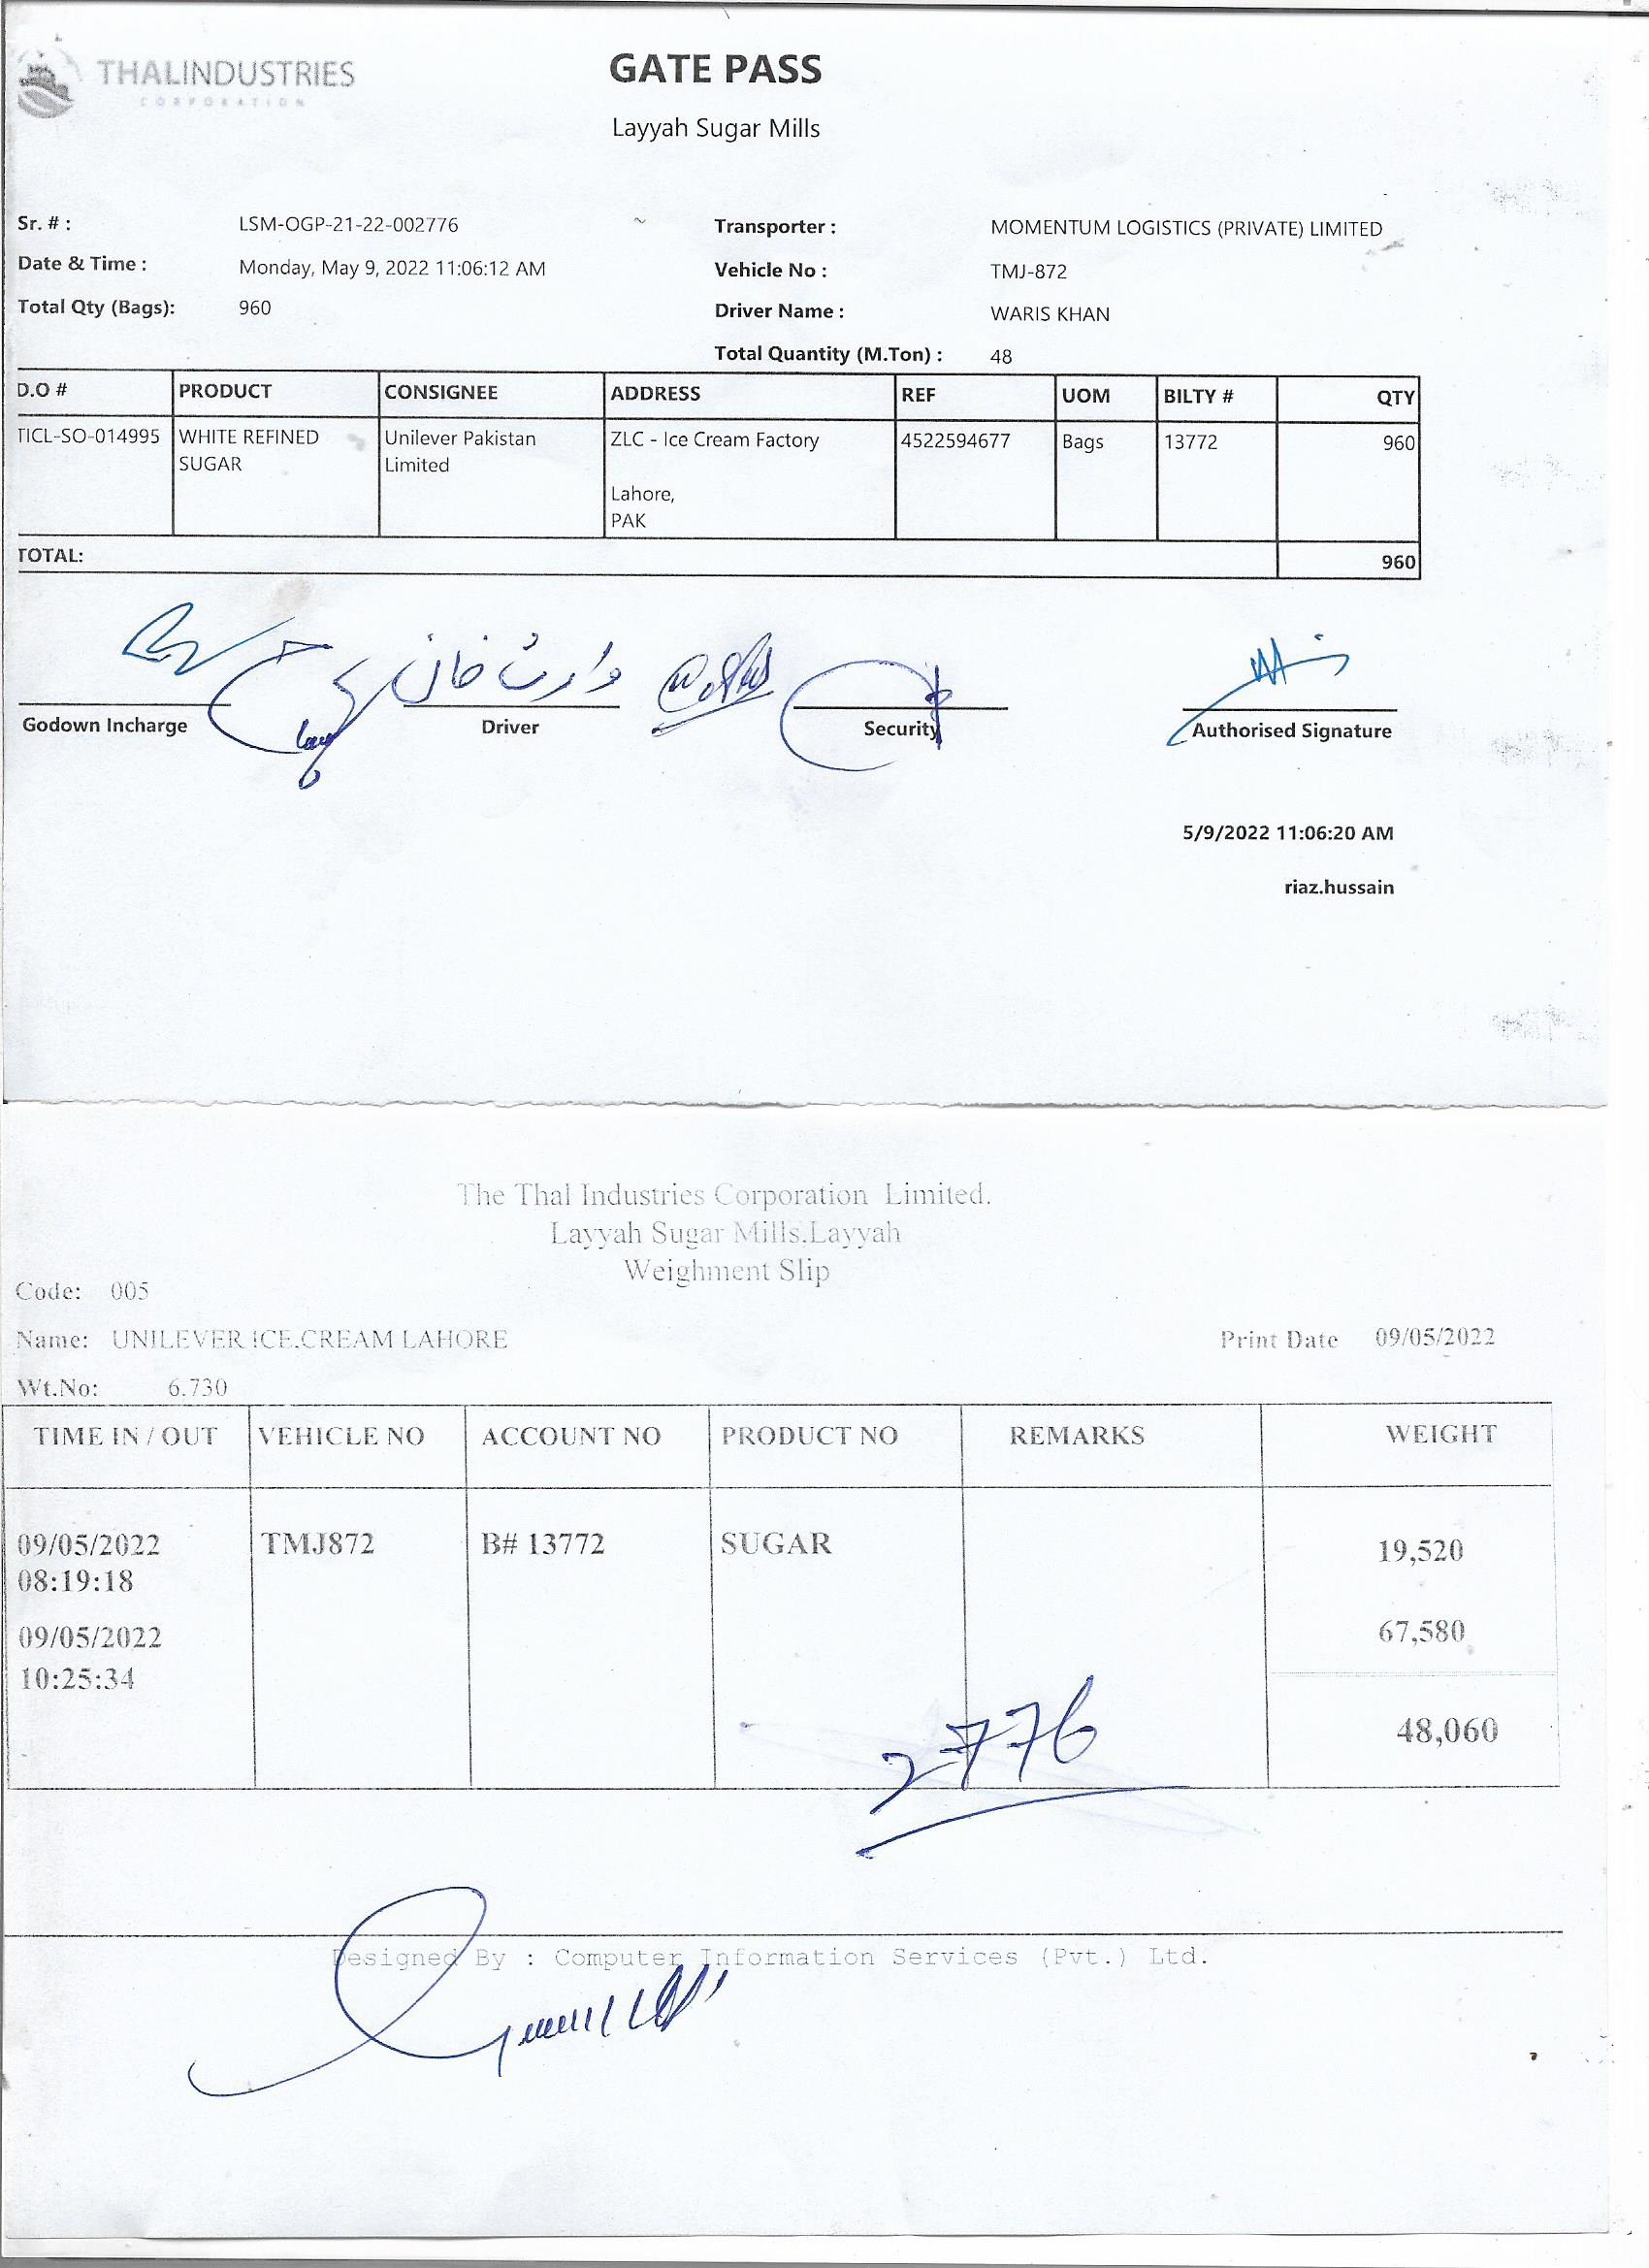 THALINDUSTRIES
CORPORATION
GATE PASS
Layyah Sugar Mills
Sr. # : LSM-OGP-21-22-002776 Transporter : MOMENTUM LOGISTICS (PRIVATE) LIMITED
Date & Time : Monday, May 9, 2022 11:06:12 AM Vehicle No : TMJ-872
Total Qty (Bags): 960 Driver Name : WARIS KHAN
Total Quantity (M.Ton) : 48
D.O # PRODUCT CONSIGNEE ADDRESS REF UOM BILTY # QTY
TICL-SO-014995 WHITE REFINED Unilever Pakistan ZLC - Ice Cream Factory 4522594677 Bags 13772 960
SUGAR Limited
Lahore,
PAK
TOTAL: 960
وارث خان
Godown Incharge Driver Security Authorised Signature
5/9/2022 11:06:20 AM
riaz.hussain
The Thal Industries Corporation Limited.
Layyah Sugar Mills.Layyah
Weighment Slip
Code: 005
Name: UNILEVER ICE.CREAM LAHORE Print Date 09/05/2022
Wt.No: 6.730
TIME IN / OUT VEHICLE NO ACCOUNT NO PRODUCT NO REMARKS WEIGHT
09/05/2022 TMJ872 B# 13772 SUGAR 19,520
08:19:18
09/05/2022 67,580
10:25:34
48,060
2776
Designed By : Computer Information Services (Pvt.) Ltd.